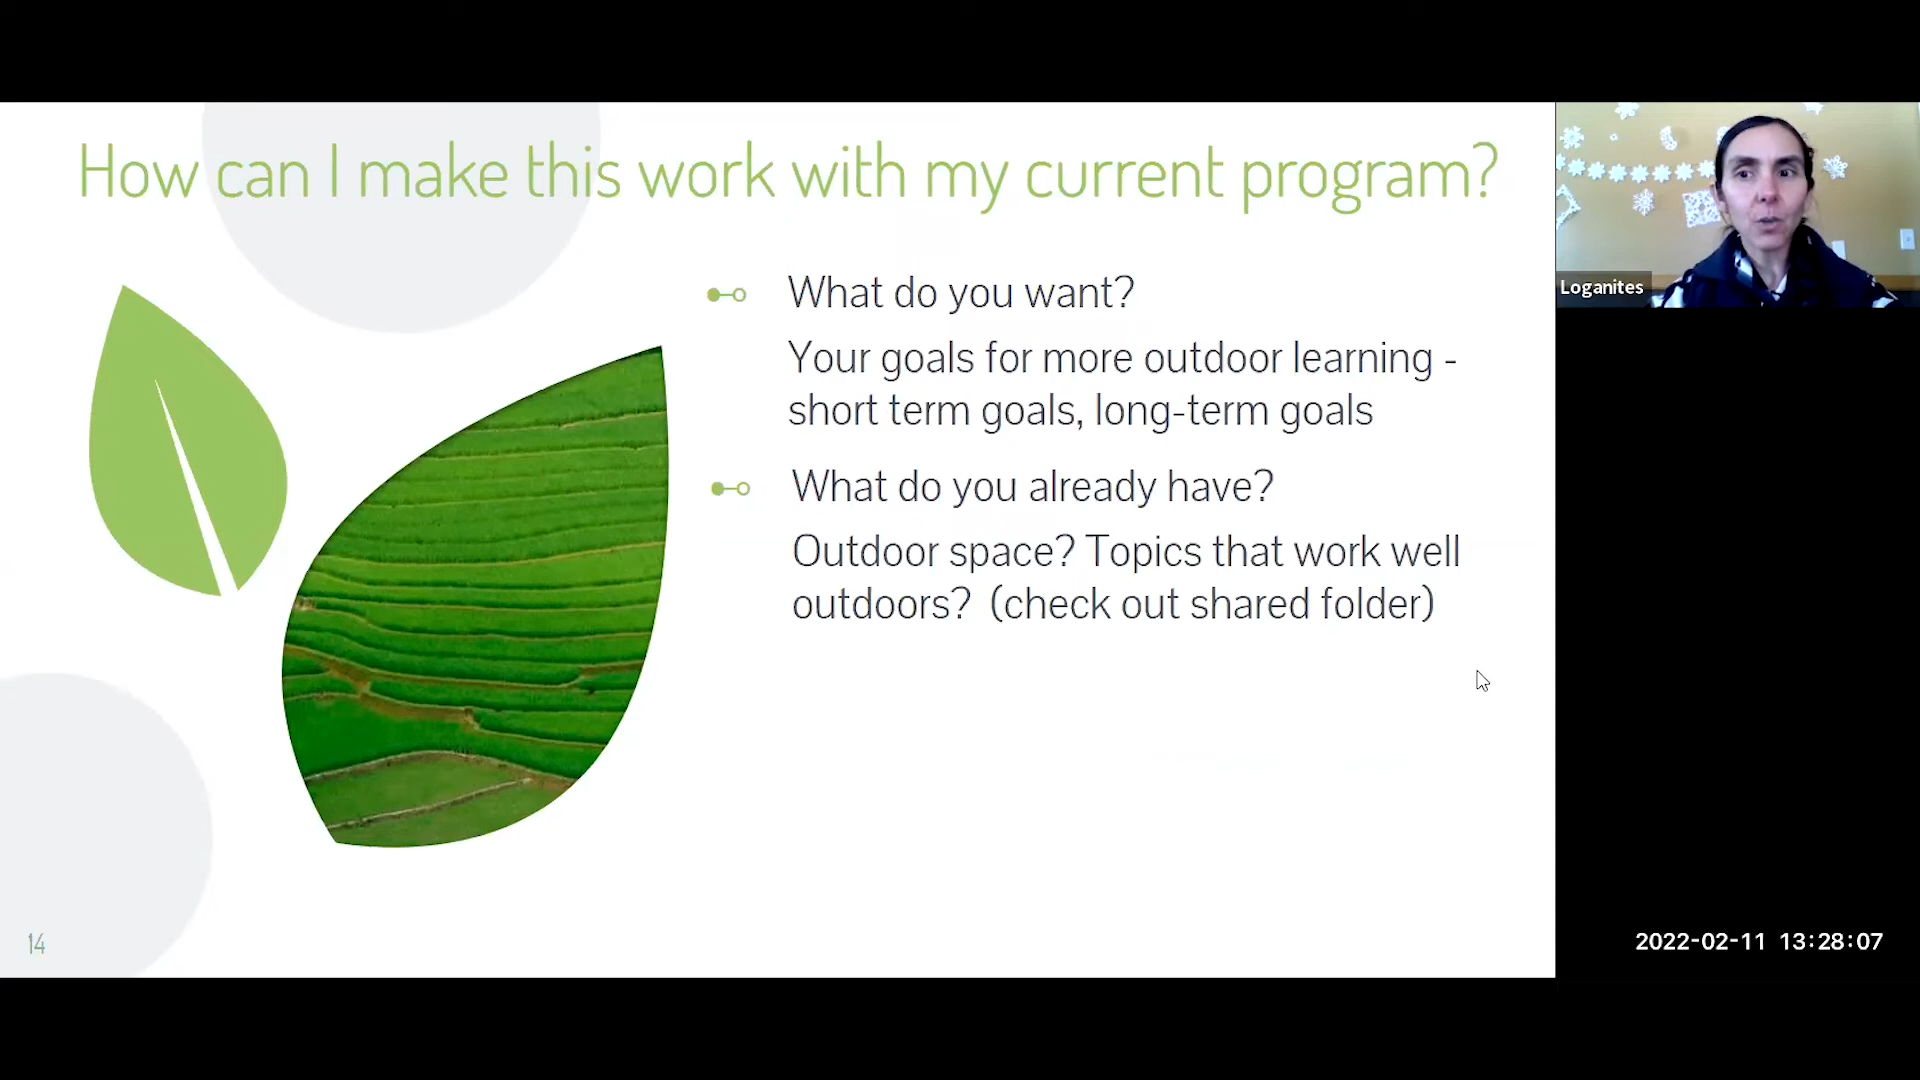 How can I make this work with my current program?
What do you want?
Your goals for more outdoor learning -
short term goals, long-term goals
What do you already have?
Outdoor space? Topics that work well
outdoors? (check out shared folder)
14
Loganites
2022-02-11 13:28:07